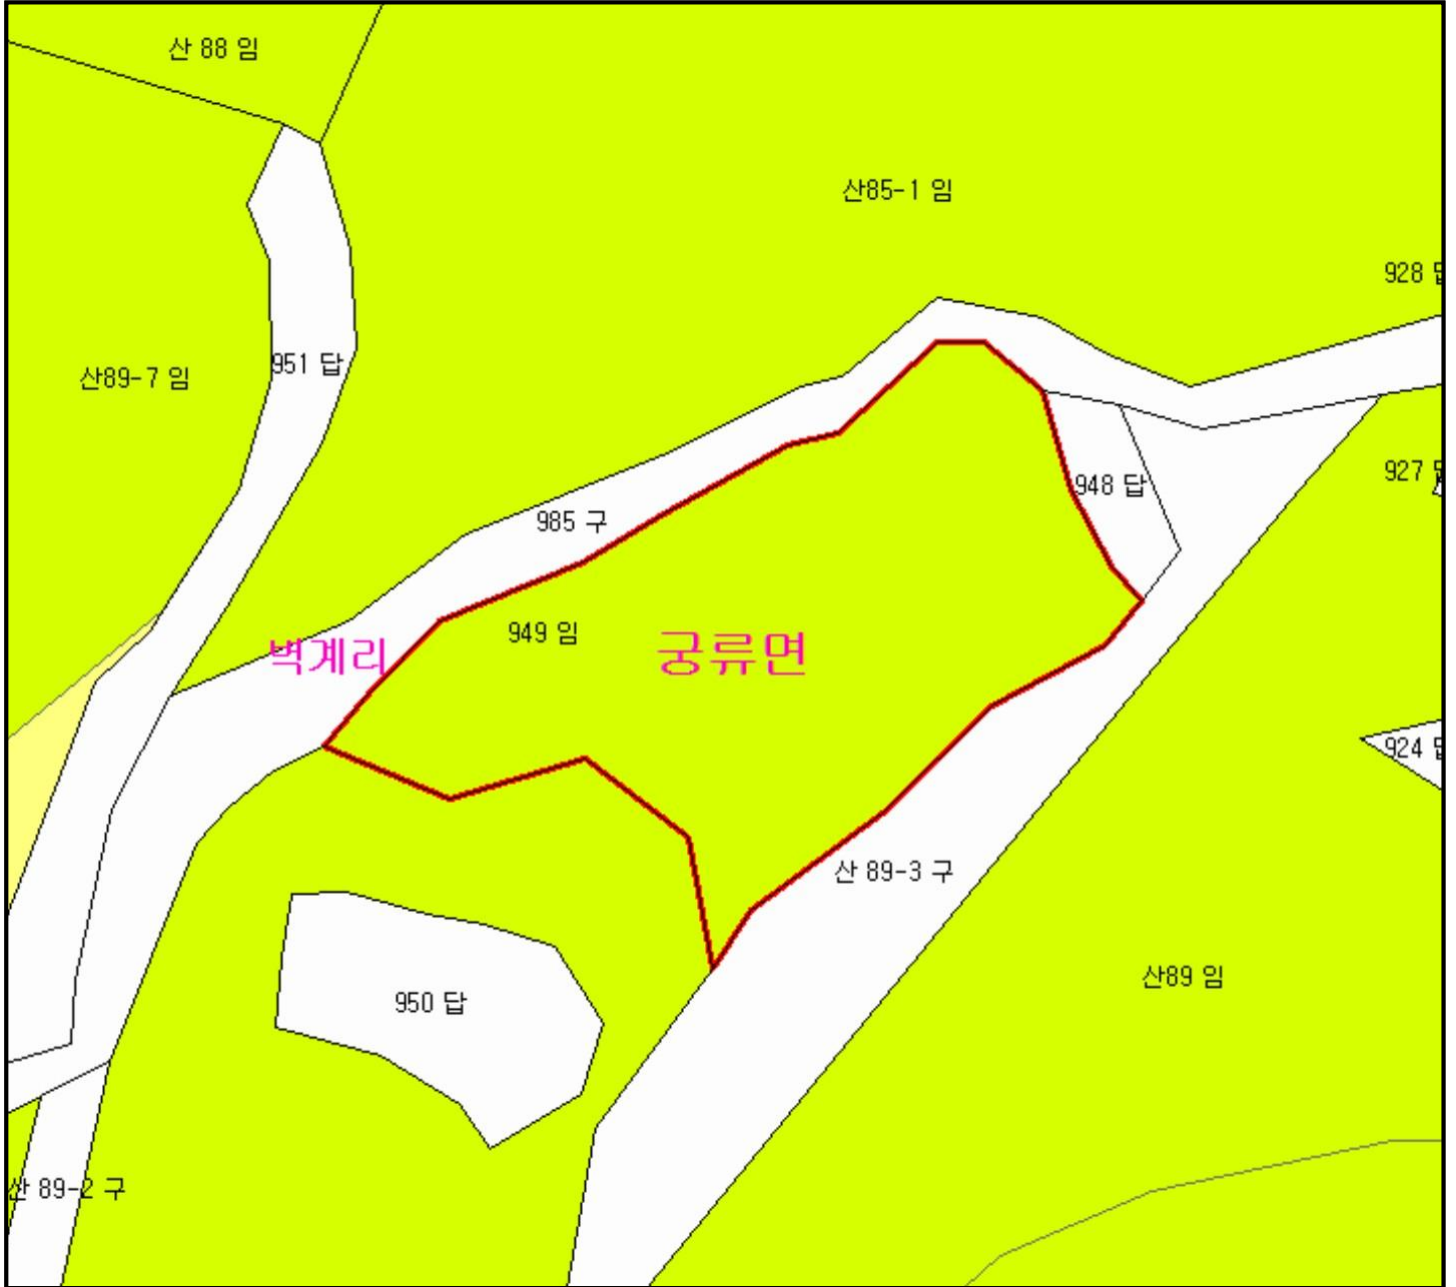 산 88 임
산85-1 임
928 답
951 답
산89-7 임
927
948 답
985 구
949 임
벽계리
궁류면
924 답
산 89-3 구
산89 임
950 답
산 89-2 구